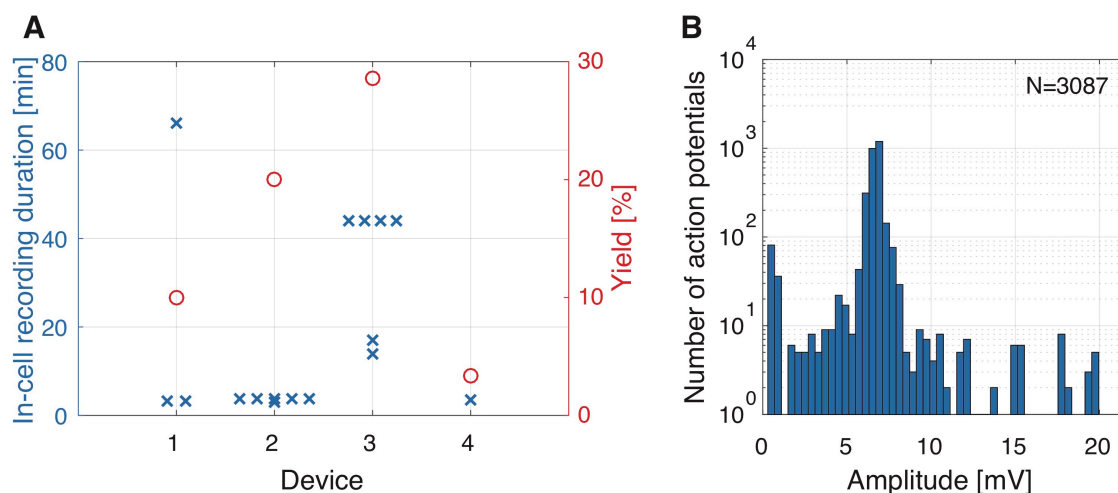 A
In-cell recording duration [min]
80
60
40
20
0
30
20
10
0
Yield [%]
1 2 3 4
Device
B
Number of action potentials
10^4
10^3
10^2
10^1
10^0
N=3087
0 5 10 15 20
Amplitude [mV]